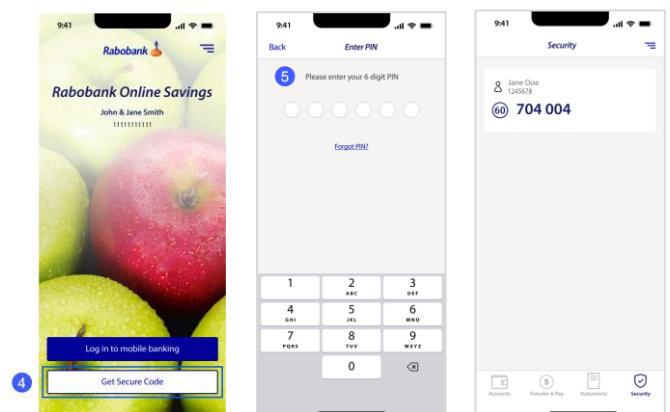 9:41
Rabobank
Rabobank Online Savings
John & Jane Smith
11111111111
Log in to mobile banking
4
Get Secure Code
9:41
Back
Enter PIN
5
Please enter your 6 digit PIN
Forgot PIN?
1
2
ABC
3
DEF
4
GHI
5
JKL
6
MNO
7
PQRS
8
TUV
9
WXYZ
0
9:41
Security
Jane Doe
1245678
60
704 004
Accounts
Transfer & Pay
Statements
Security